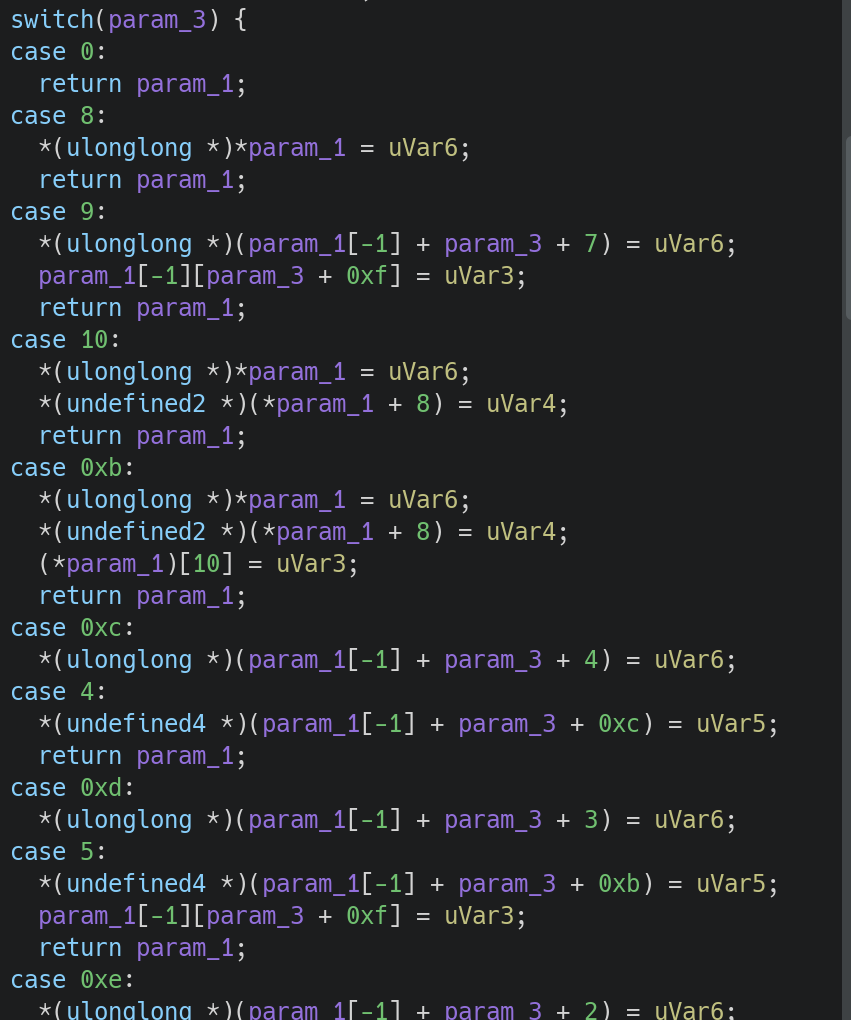 switch(param_3) {
case 0:
  return param_1;
case 8:
  *(ulonglong *)*param_1 = uVar6;
  return param_1;
case 9:
  *(ulonglong *)(param_1[-1] + param_3 + 7) = uVar6;
  param_1[-1][param_3 + 0xf] = uVar3;
  return param_1;
case 10:
  *(ulonglong *)*param_1 = uVar6;
  *(undefined2 *)(*param_1 + 8) = uVar4;
  return param_1;
case 0xb:
  *(ulonglong *)*param_1 = uVar6;
  *(undefined2 *)(*param_1 + 8) = uVar4;
  (*param_1)[10] = uVar3;
  return param_1;
case 0xc:
  *(ulonglong *)(param_1[-1] + param_3 + 4) = uVar6;
case 4:
  *(undefined4 *)(param_1[-1] + param_3 + 0xc) = uVar5;
  return param_1;
case 0xd:
  *(ulonglong *)(param_1[-1] + param_3 + 3) = uVar6;
case 5:
  *(undefined4 *)(param_1[-1] + param_3 + 0xb) = uVar5;
  param_1[-1][param_3 + 0xf] = uVar3;
  return param_1;
case 0xe:
  *(ulonglong *)(param_1[-1] + param_3 + 2) = uVar6;